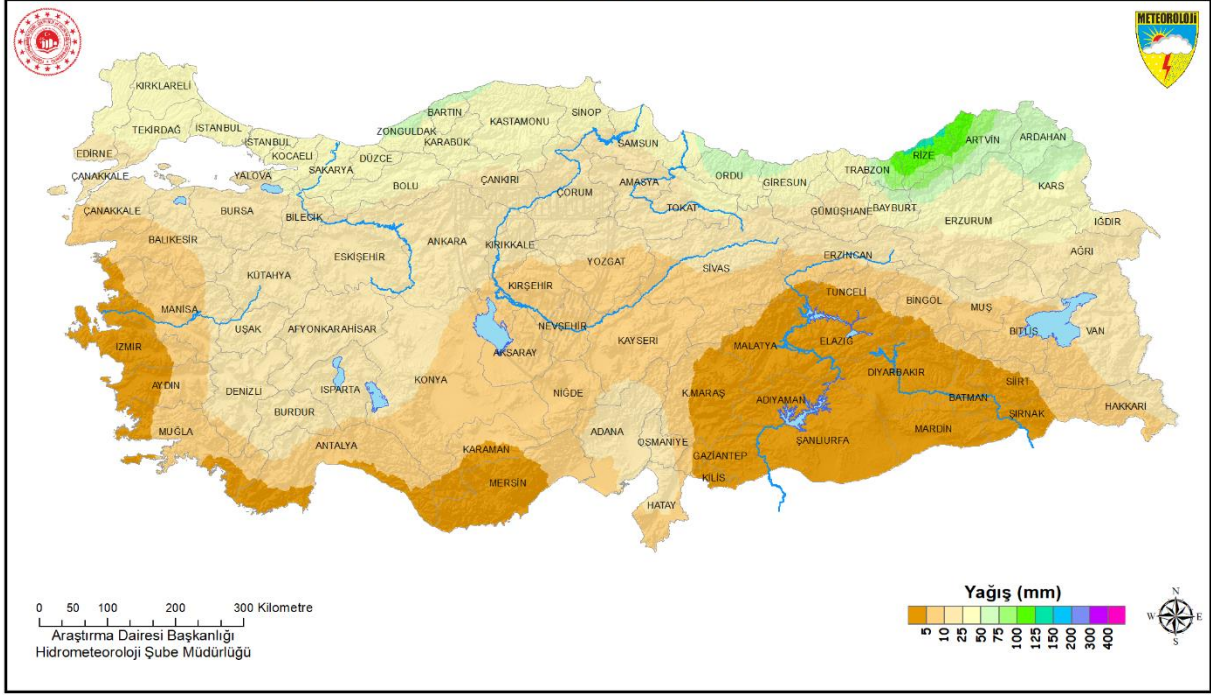 METEOROLOJİ
KIRKLARELİ
TEKİRDAĞ
İSTANBUL
İSTANBUL
EDİRNE
KOCAELİ
ÇANAKKALE
YALOVA
SAKARYA
DÜZCE
ZONGULDAK
BARTIN
KARABÜK
KASTAMONU
SİNOP
SAMSUN
BOLU
ÇANKIRI
ÇORUM
AMASYA
ORDU
GİRESUN
TRABZON
RİZE
ARTVİN
ARDAHAN
KARS
ÇANAKKALE
BURSA
BİLECİK
TOKAT
GÜMÜŞHANE
BAYBURT
ERZURUM
IĞDIR
BALIKESİR
ESKİŞEHİR
ANKARA
KIRIKKALE
YOZGAT
SİVAS
ERZİNCAN
AĞRI
KÜTAHYA
KIRŞEHİR
TUNCELİ
BİNGÖL
MUŞ
MANİSA
UŞAK
AFYONKARAHİSAR
NEVŞEHİR
KAYSERİ
MALATYA
ELAZIĞ
BİTLİS
VAN
İZMİR
AKSARAY
DİYARBAKIR
SİİRT
AYDIN
DENİZLİ
ISPARTA
KONYA
NİĞDE
K.MARAŞ
ADIYAMAN
BATMAN
ŞIRNAK
HAKKARİ
BURDUR
MUĞLA
ANTALYA
KARAMAN
ADANA
OSMANİYE
GAZİANTEP
ŞANLIURFA
MARDİN
MERSİN
KİLİS
HATAY
0 50 100 200 300 Kilometre
Araştırma Dairesi Başkanlığı
Hidrometeoroloji Şube Müdürlüğü
Yağış (mm)
5 10 25 50 75 100 125 150 200 300 400
N
W E
S